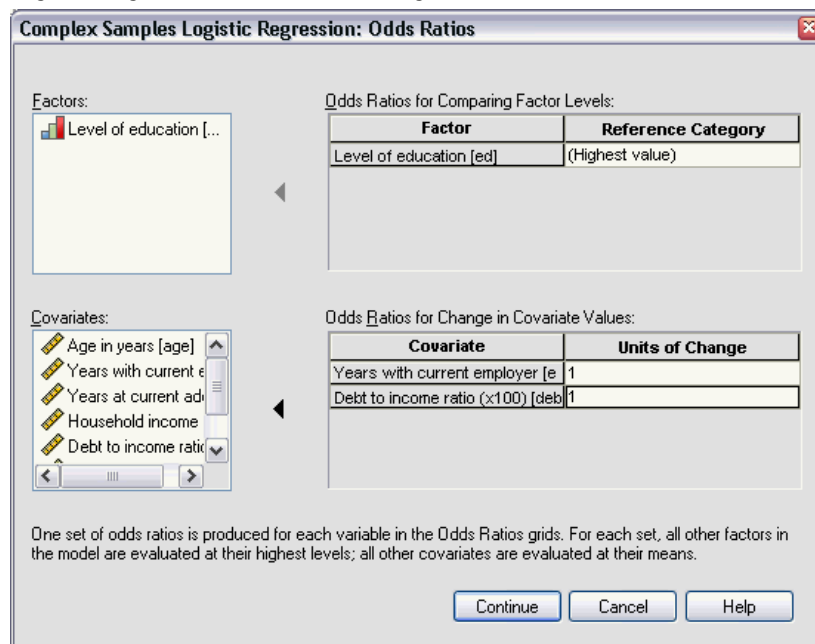 Complex Samples Logistic Regression: Odds Ratios
Factors:
Level of education [...
Odds Ratios for Comparing Factor Levels:
Factor Reference Category
Level of education [ed] (Highest value)
Covariates:
Age in years [age]
Years with current e
Years at current ad
Household income
Debt to income rati
Odds Ratios for Change in Covariate Values:
Covariate Units of Change
Years with current employer [e 1
Debt to income ratio (x100) [deb 1
One set of odds ratios is produced for each variable in the Odds Ratios grids. For each set, all other factors in
the model are evaluated at their highest levels; all other covariates are evaluated at their means.
Continue Cancel Help